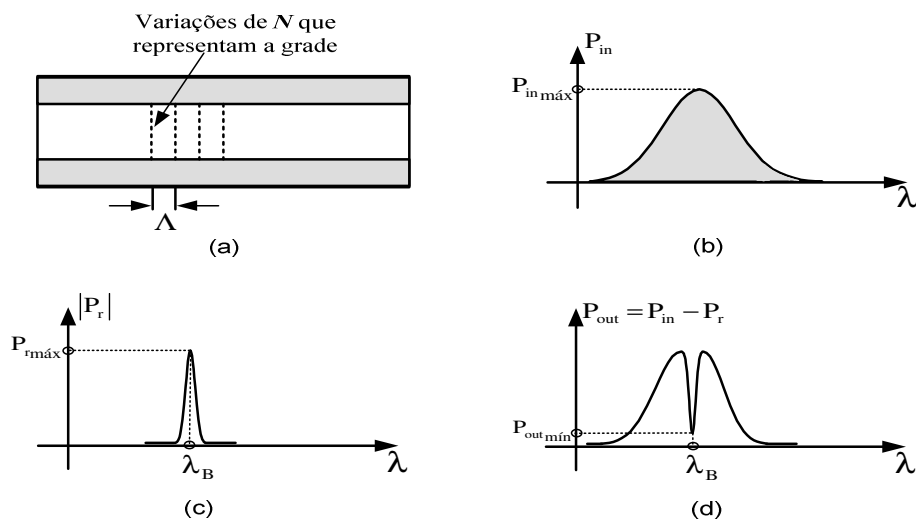 Variações de N que
representam a grade
Λ
(a)
P_in
P_in máx
λ
(b)
|P_r|
P_r máx
λ_B
λ
(c)
P_out = P_in − P_r
P_out mín
λ_B
λ
(d)